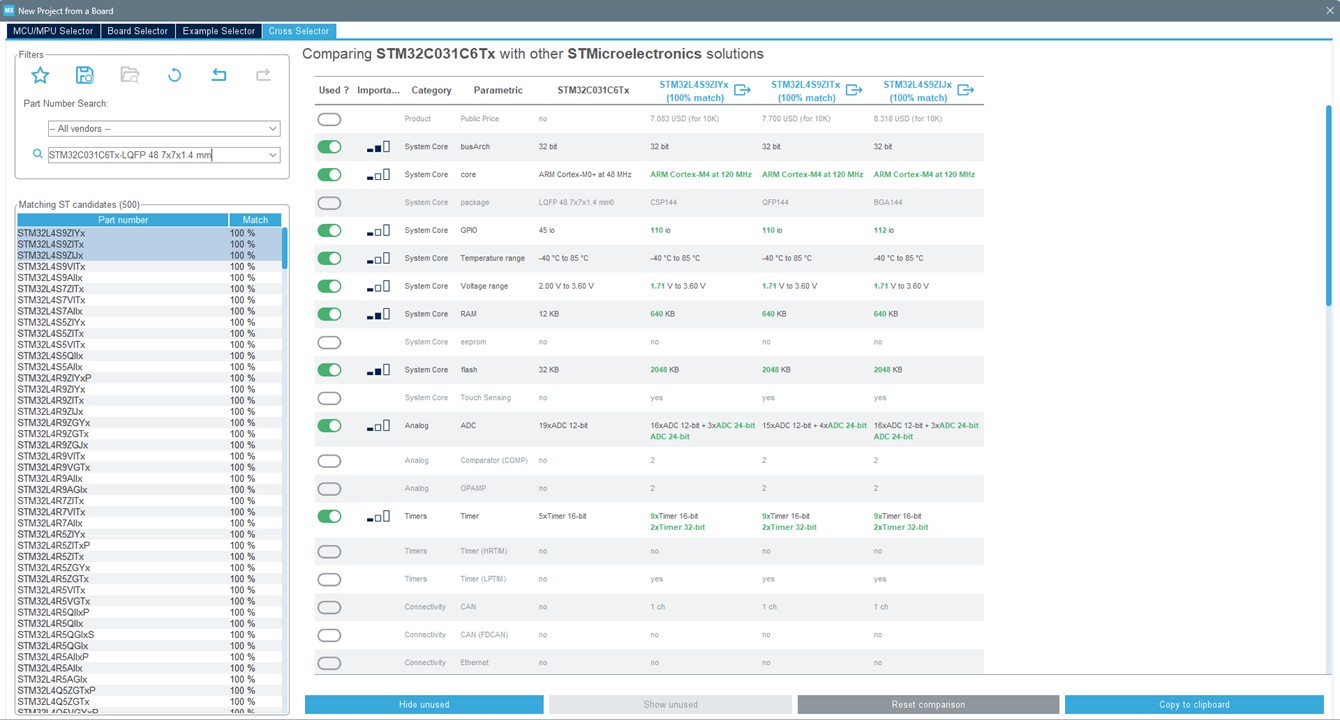 MX New Project from a Board
MCU/MPU Selector Board Selector Example Selector Cross Selector
Filters
Part Number Search:
-- All vendors --
STM32C031C6Tx-LQFP 48 7x7x1.4 mm
Matching ST candidates (500)
Part number Match
STM32L4S9ZIYx 100 %
STM32L4S9ZITx 100 %
STM32L4S9ZIJx 100 %
STM32L4S9VITx 100 %
STM32L4S9AIIx 100 %
STM32L4S7ZITx 100 %
STM32L4S7VITx 100 %
STM32L4S7AIIx 100 %
STM32L4S5ZIYx 100 %
STM32L4S5ZITx 100 %
STM32L4S5VITx 100 %
STM32L4S5QIIx 100 %
STM32L4S5AIIx 100 %
STM32L4R9ZIYxP 100 %
STM32L4R9ZIYx 100 %
STM32L4R9ZITx 100 %
STM32L4R9ZIJx 100 %
STM32L4R9ZGYx 100 %
STM32L4R9ZGTx 100 %
STM32L4R9ZGJx 100 %
STM32L4R9VITx 100 %
STM32L4R9VGTx 100 %
STM32L4R9AIIx 100 %
STM32L4R9AGIx 100 %
STM32L4R7ZITx 100 %
STM32L4R7VITx 100 %
STM32L4R7AIIx 100 %
STM32L4R5ZIYx 100 %
STM32L4R5ZITxP 100 %
STM32L4R5ZITx 100 %
STM32L4R5ZGYx 100 %
STM32L4R5ZGTx 100 %
STM32L4R5VITx 100 %
STM32L4R5VGTx 100 %
STM32L4R5QIIxP 100 %
STM32L4R5QIIx 100 %
STM32L4R5QGIxS 100 %
STM32L4R5QGIx 100 %
STM32L4R5AIIxP 100 %
STM32L4R5AIIx 100 %
STM32L4R5AGIx 100 %
STM32L4Q5ZGTxP 100 %
STM32L4Q5ZGTx 100 %
STM32L4Q5VGYxP 100 %
Comparing STM32C031C6Tx with other STMicroelectronics solutions
Used ? Importa... Category Parametric STM32C031C6Tx STM32L4S9ZIYx (100% match) STM32L4S9ZITx (100% match) STM32L4S9ZIJx (100% match)
Product Public Price no 7.083 USD (for 10K) 7.700 USD (for 10K) 8.318 USD (for 10K)
System Core busArch 32 bit 32 bit 32 bit 32 bit
System Core core ARM Cortex-M0+ at 48 MHz ARM Cortex-M4 at 120 MHz ARM Cortex-M4 at 120 MHz ARM Cortex-M4 at 120 MHz
System Core package LQFP 48 7x7x1.4 mm0 CSP144 QFP144 BGA144
System Core GPIO 45 io 110 io 110 io 112 io
System Core Temperature range -40 °C to 85 °C -40 °C to 85 °C -40 °C to 85 °C -40 °C to 85 °C
System Core Voltage range 2.00 V to 3.60 V 1.71 V to 3.60 V 1.71 V to 3.60 V 1.71 V to 3.60 V
System Core RAM 12 KB 640 KB 640 KB 640 KB
System Core eeprom no no no no
System Core flash 32 KB 2048 KB 2048 KB 2048 KB
System Core Touch Sensing no yes yes yes
Analog ADC 19xADC 12-bit 16xADC 12-bit + 3xADC 24-bit 15xADC 12-bit + 4xADC 24-bit 16xADC 12-bit + 3xADC 24-bit
ADC 24-bit ADC 24-bit
Analog Comparator (COMP) no 2 2 2
Analog OPAMP no 2 2 2
Timers Timer 5xTimer 16-bit 9xTimer 16-bit 9xTimer 16-bit 9xTimer 16-bit
2xTimer 32-bit 2xTimer 32-bit 2xTimer 32-bit
Timers Timer (HRTIM) no no no no
Timers Timer (LPTIM) no yes yes yes
Connectivity CAN no 1 ch 1 ch 1 ch
Connectivity CAN (FDCAN) no no no no
Connectivity Ethernet no no no no
Hide unused Show unused Reset comparison Copy to clipboard